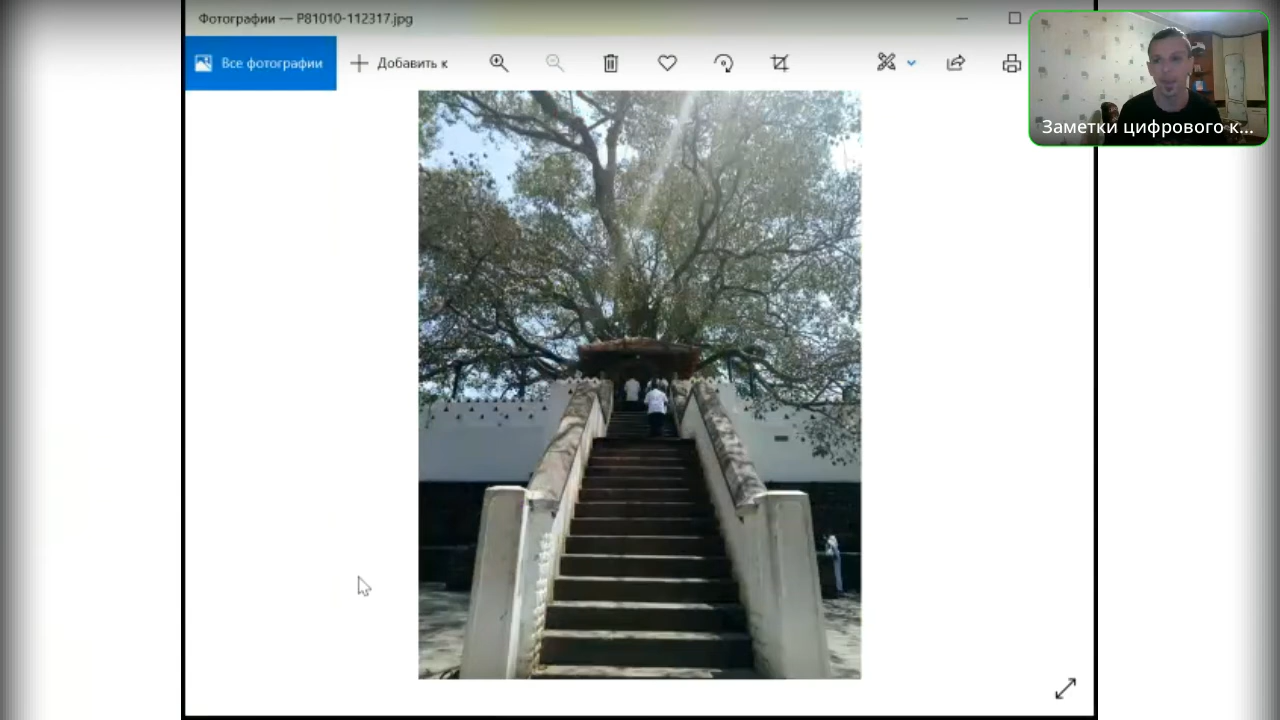 Фотографии — P81010-112317.jpg
Все фотографии
Добавить к
Заметки цифрового к...